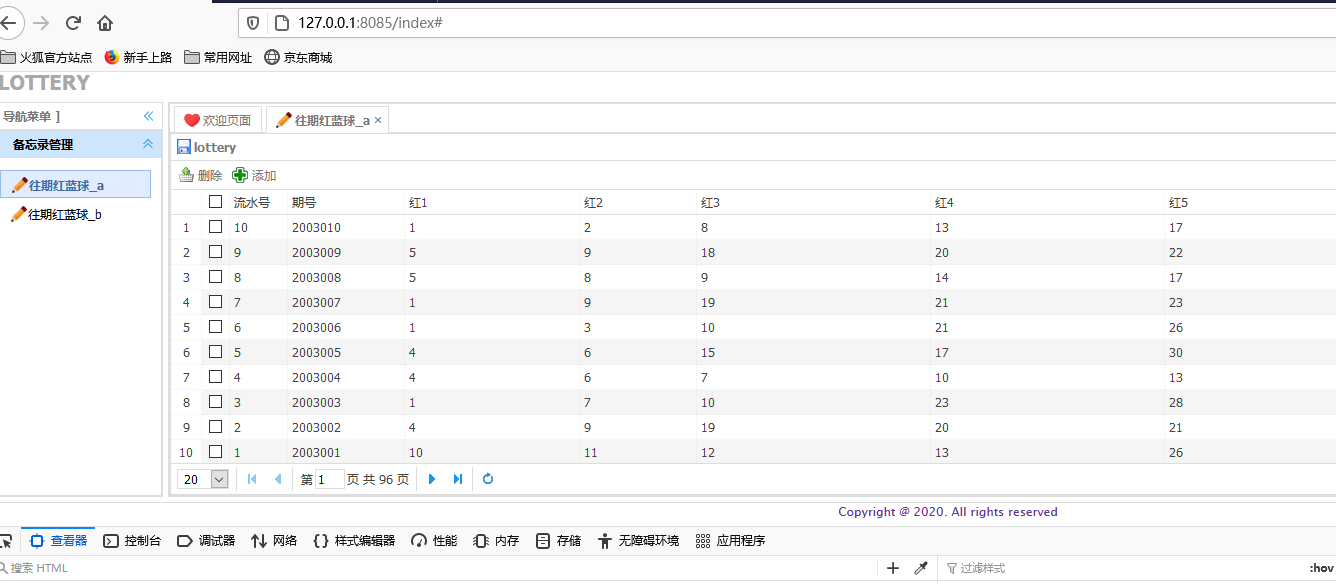 127.0.0.1:8085/index#
火狐官方站点 新手上路 常用网址 京东商城
LOTTERY
导航菜单 ] 欢迎页面 往期红蓝球_a ×
备忘录管理 lottery
往期红蓝球_a 删除 添加
往期红蓝球_b
流水号 期号 红1 红2 红3 红4 红5
1 10 2003010 1 2 8 13 17
2 9 2003009 5 9 18 20 22
3 8 2003008 5 8 9 14 17
4 7 2003007 1 9 19 21 23
5 6 2003006 1 3 10 21 26
6 5 2003005 4 6 15 17 30
7 4 2003004 4 6 7 10 13
8 3 2003003 1 7 10 23 28
9 2 2003002 4 9 19 20 21
10 1 2003001 10 11 12 13 26
20 第 1 页 共 96 页
Copyright @ 2020. All rights reserved
查看器 控制台 调试器 网络 样式编辑器 性能 内存 存储 无障碍环境 应用程序
搜索 HTML 过滤样式 :hov